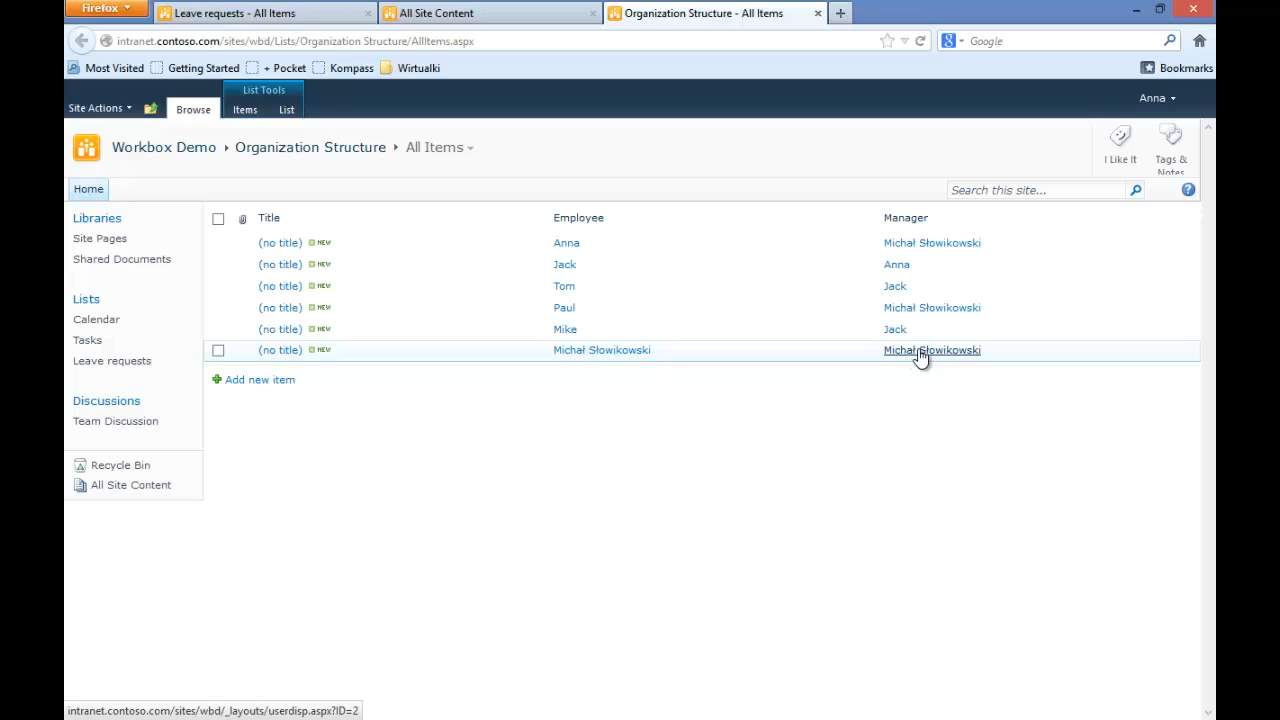 Firefox
Leave requests - All Items
All Site Content
Organization Structure - All Items
intranet.contoso.com/sites/wbd/Lists/Organization Structure/AllItems.aspx
Google
Most Visited
Getting Started
+ Pocket
Kompass
Wirtualki
Bookmarks
List Tools
Site Actions
Browse
Items
List
Anna
Workbox Demo
Organization Structure
All Items
I Like It
Tags &
Notes
Home
Search this site...
Libraries
Site Pages
Shared Documents
Lists
Calendar
Tasks
Leave requests
Discussions
Team Discussion
Recycle Bin
All Site Content
Title Employee Manager
(no title) NEW Anna Michał Słowikowski
(no title) NEW Jack Anna
(no title) NEW Tom Jack
(no title) NEW Paul Michał Słowikowski
(no title) NEW Mike Jack
(no title) NEW Michał Słowikowski Michał Słowikowski
Add new item
intranet.contoso.com/sites/wbd/_layouts/userdisp.aspx?ID=2